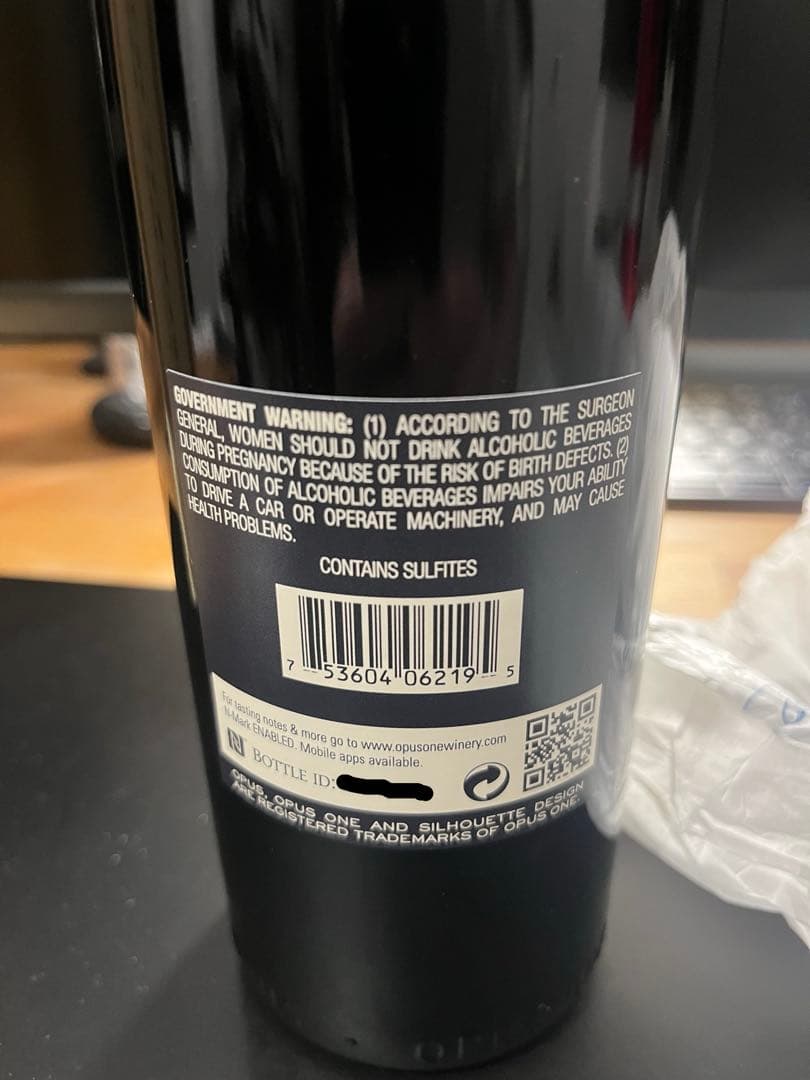 GOVERNMENT WARNING: (1) ACCORDING TO THE SURGEON
GENERAL, WOMEN SHOULD NOT DRINK ALCOHOLIC BEVERAGES
DURING PREGNANCY BECAUSE OF THE RISK OF BIRTH DEFECTS. (2)
CONSUMPTION OF ALCOHOLIC BEVERAGES IMPAIRS YOUR ABILITY
TO DRIVE A CAR OR OPERATE MACHINERY, AND MAY CAUSE
HEALTH PROBLEMS.
CONTAINS SULFITES
7 53604 06219 5
For tasting notes & more go to www.opusonewinery.com
N-Mark ENABLED. Mobile apps available.
BOTTLE ID:
OPUS, OPUS ONE AND SILHOUETTE DESIGN
ARE REGISTERED TRADEMARKS OF OPUS ONE.